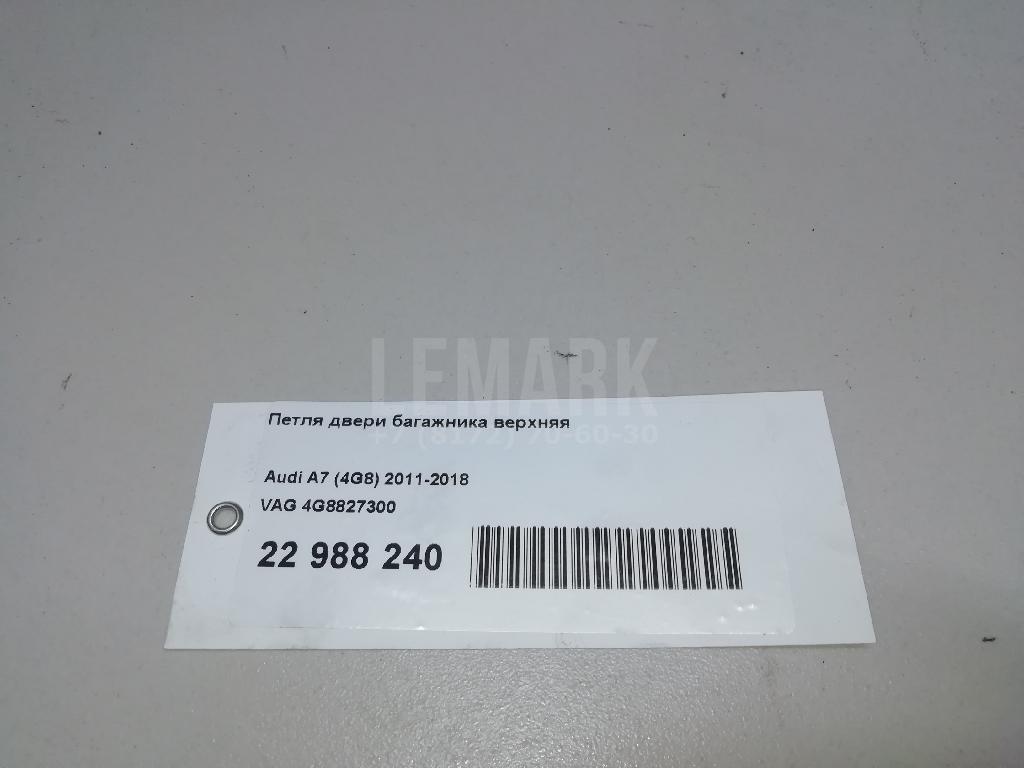 LEMARK
+7 (8172) 70-60-30
Петля двери багажника верхняя
Audi A7 (4G8) 2011-2018
VAG 4G8827300
22 988 240